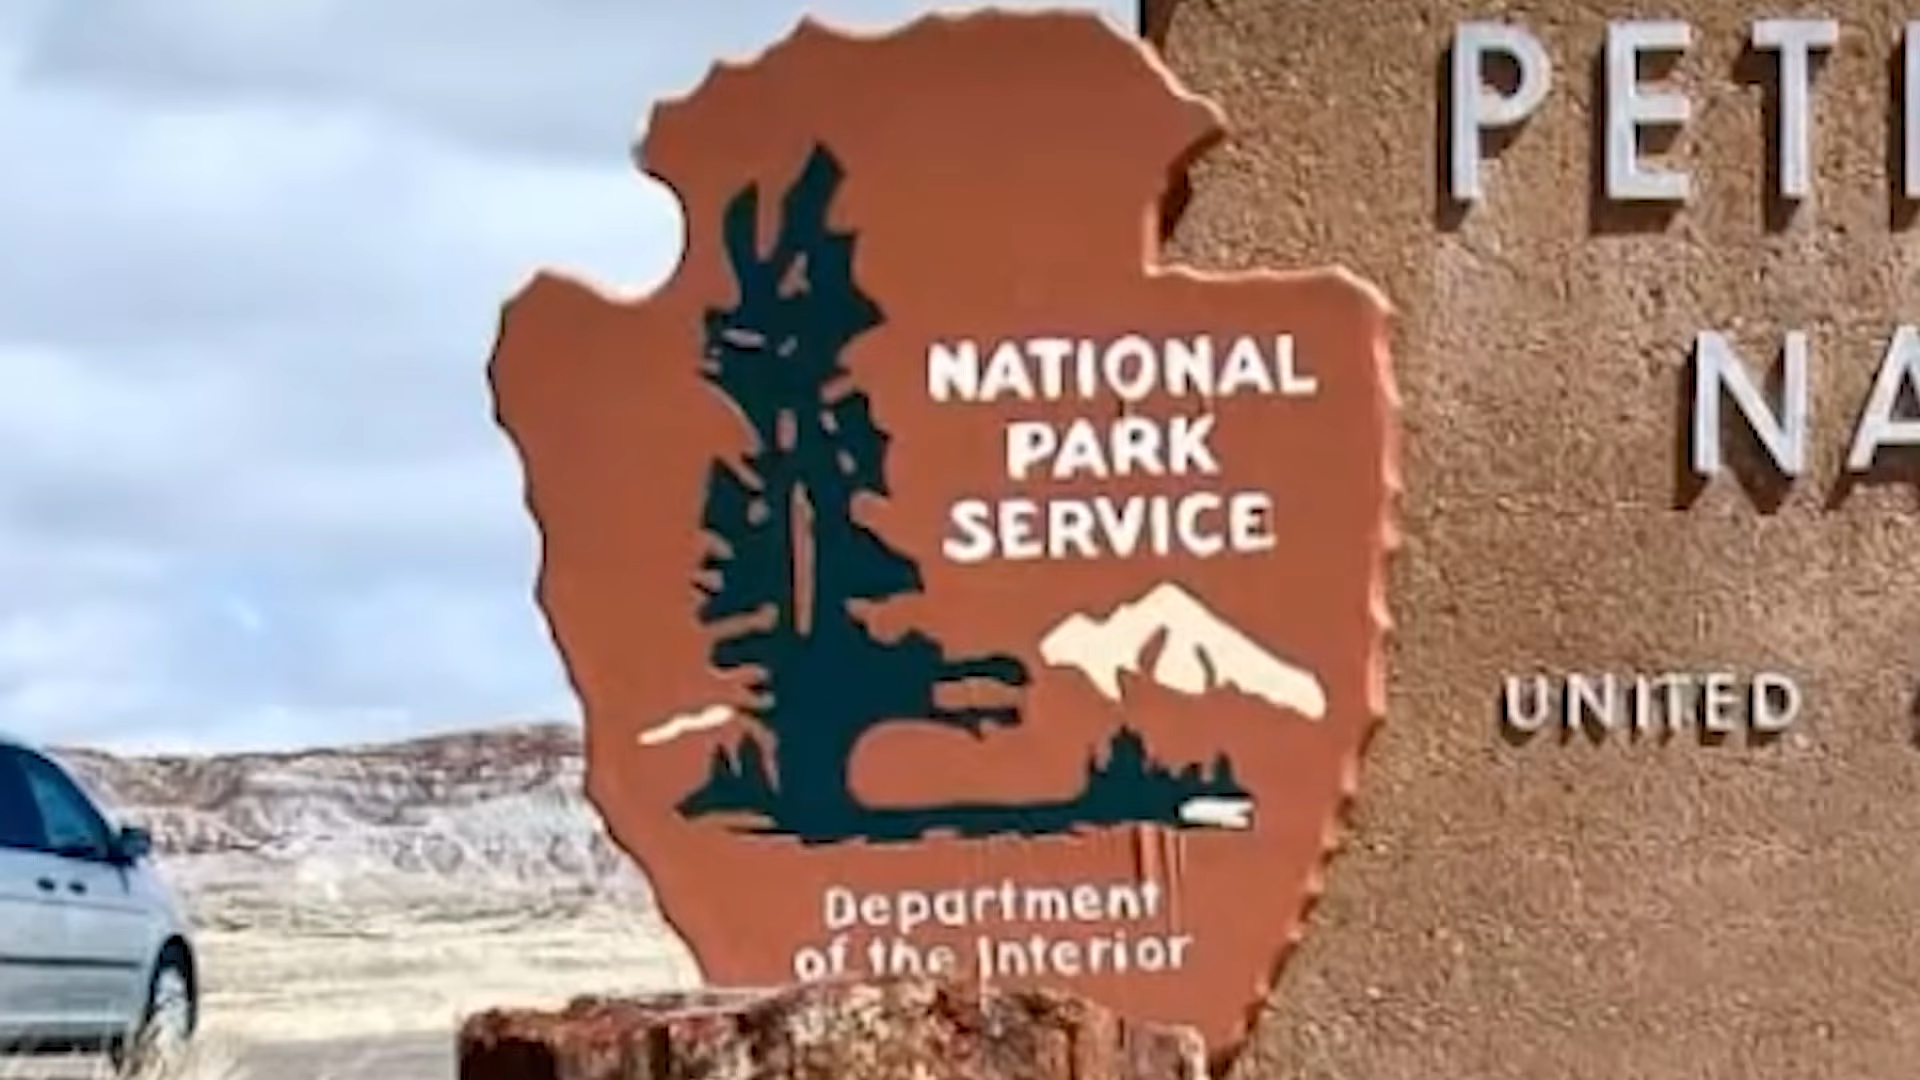 NATIONAL
PARK
SERVICE
Department
of the Interior
PET
NA
UNITED